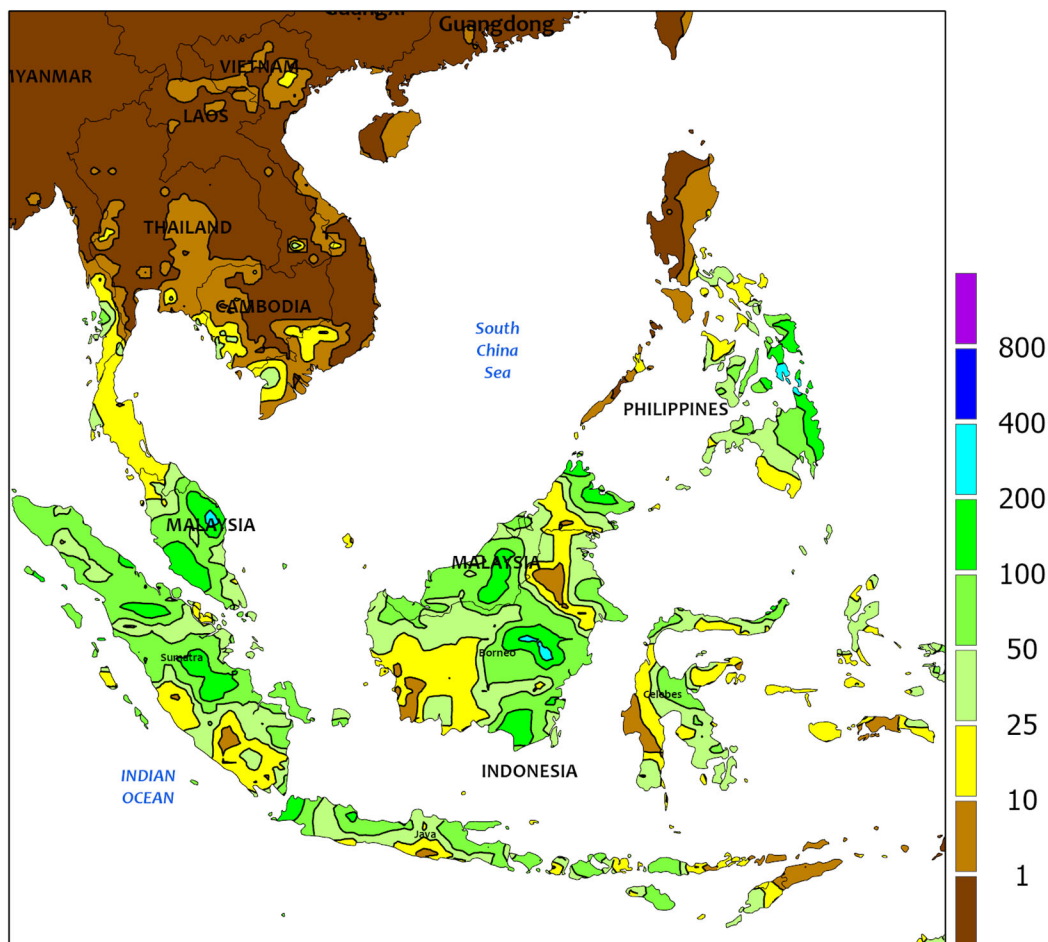 Guangxi
Guangdong
VIETNAM
MYANMAR
LAOS
THAILAND
CAMBODIA
South
China
Sea
800
400
PHILIPPINES
200
MALAYSIA
MALAYSIA
100
50
Sumatra
Borneo
Celebes
25
INDIAN
OCEAN
INDONESIA
10
Java
1